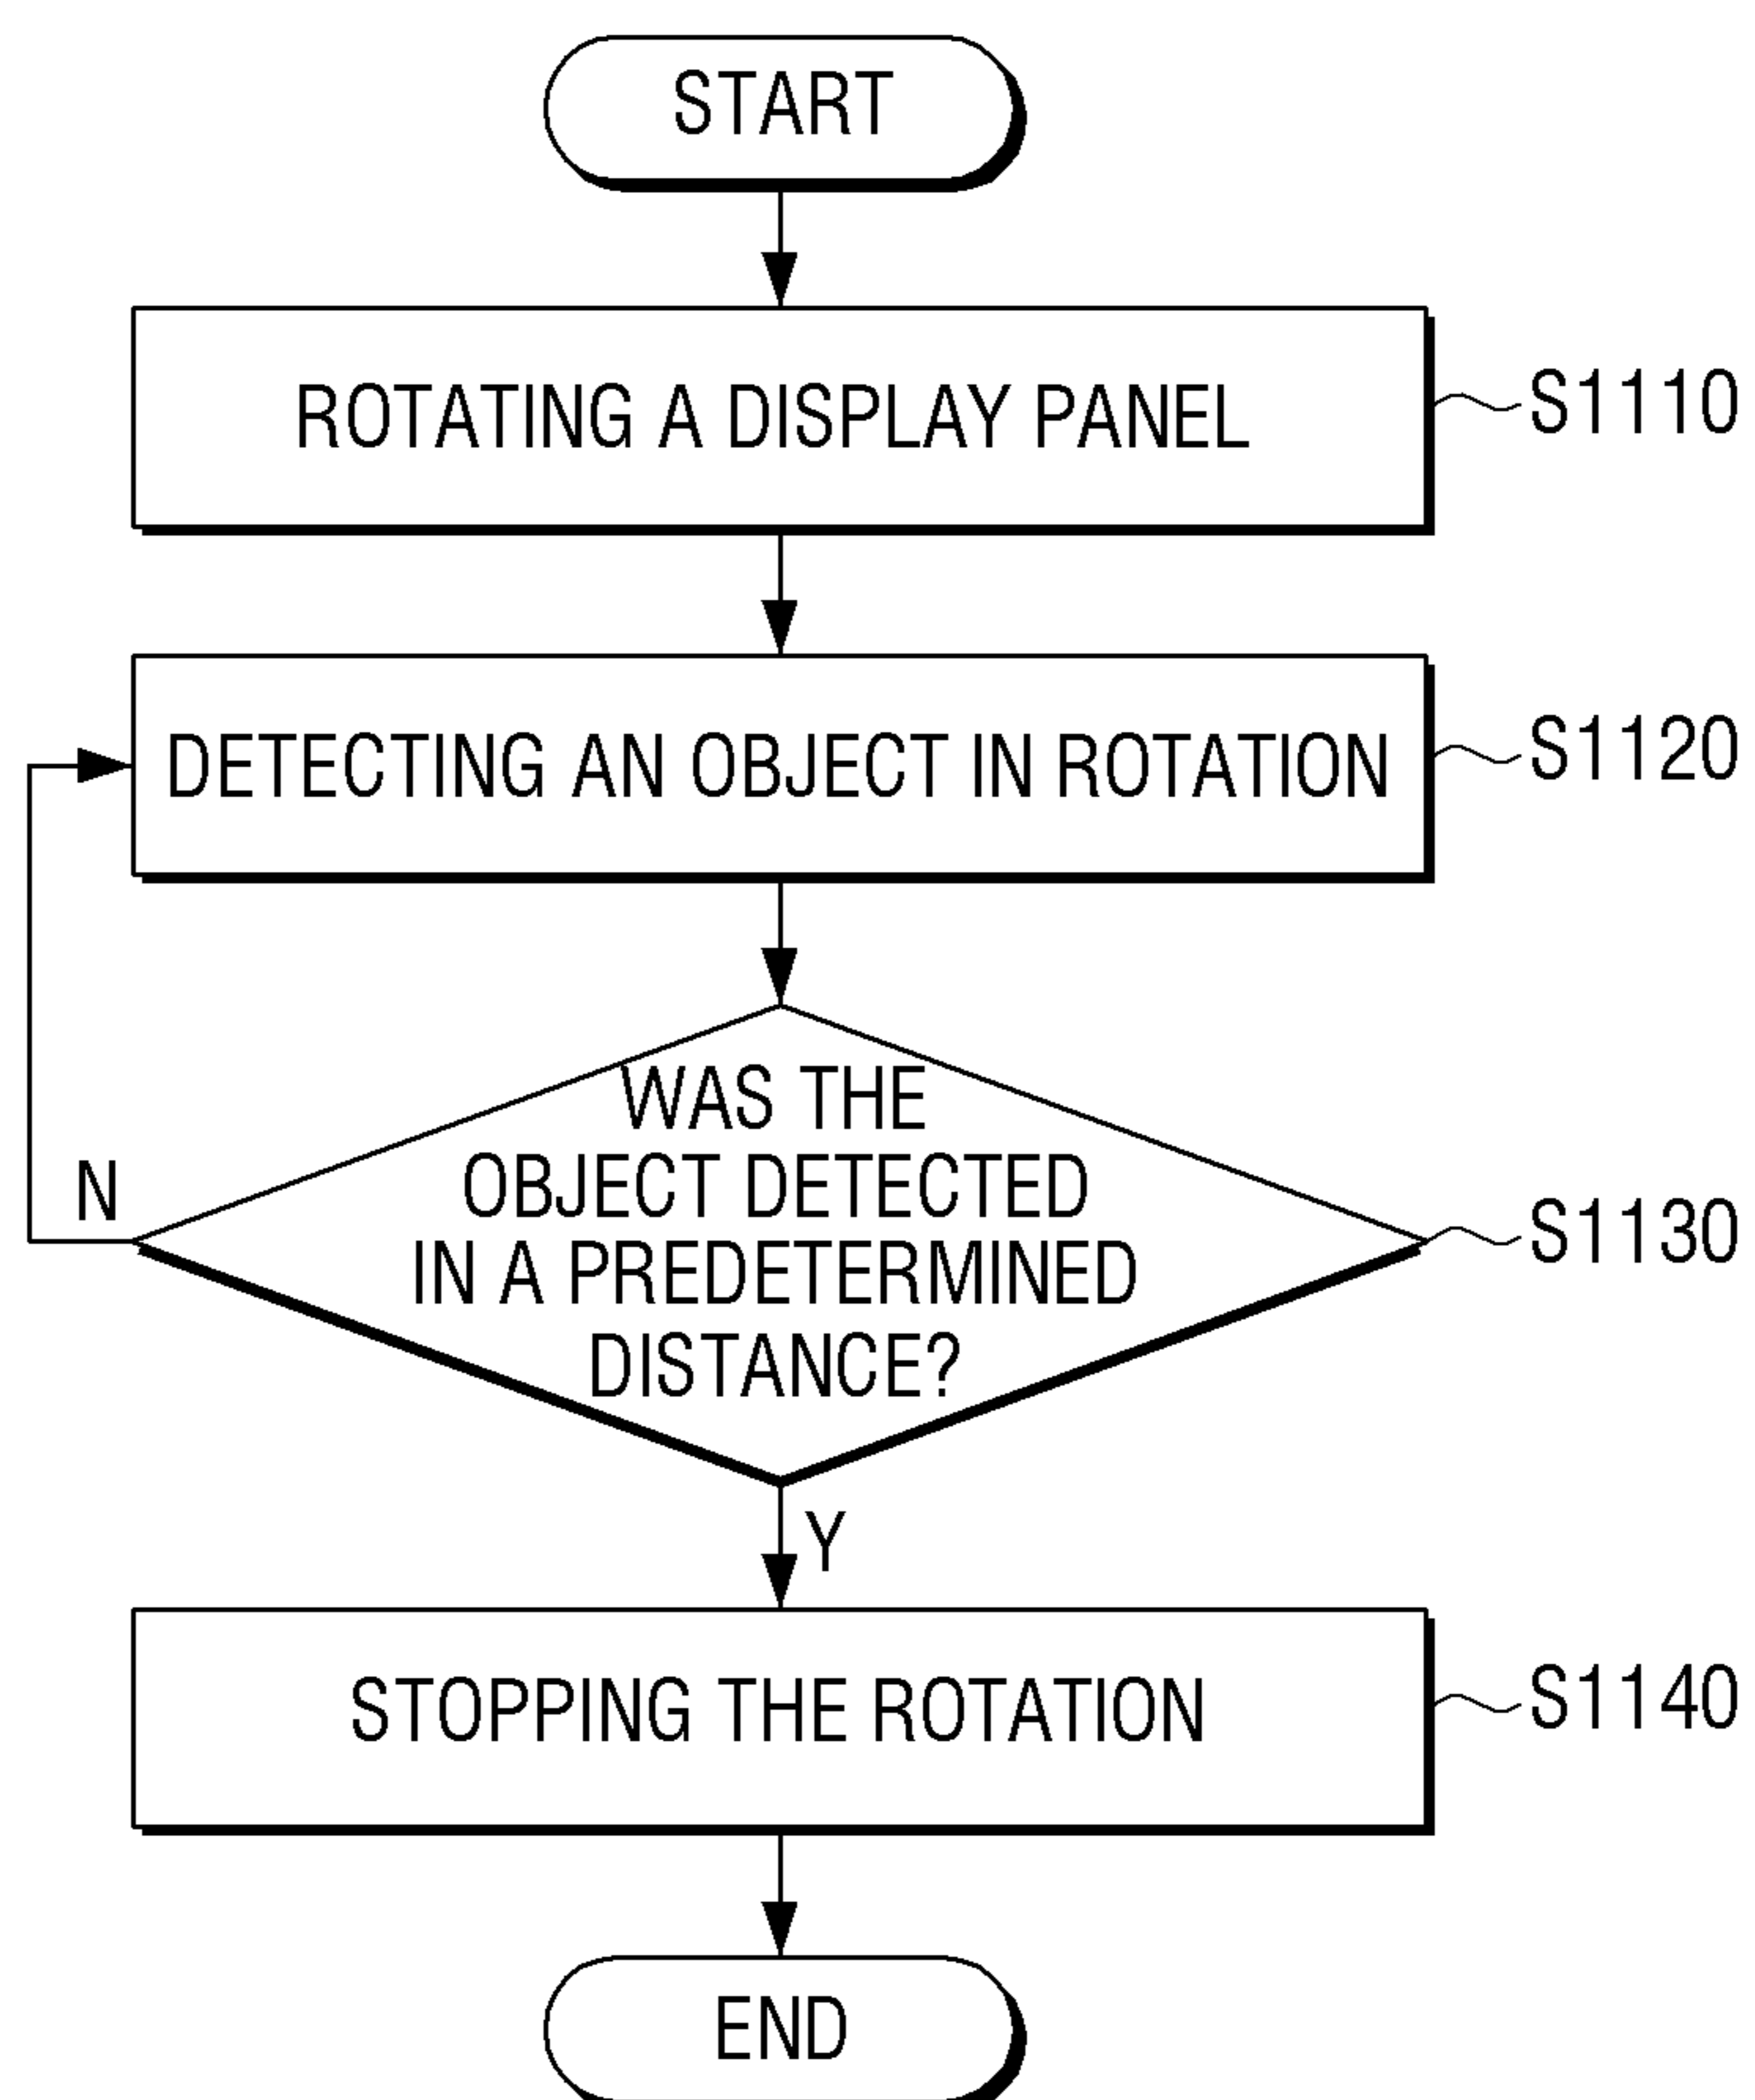 START
ROTATING A DISPLAY PANEL
S1110
DETECTING AN OBJECT IN ROTATION
S1120
WAS THE
OBJECT DETECTED
IN A PREDETERMINED
DISTANCE?
S1130
N
Y
STOPPING THE ROTATION
S1140
END